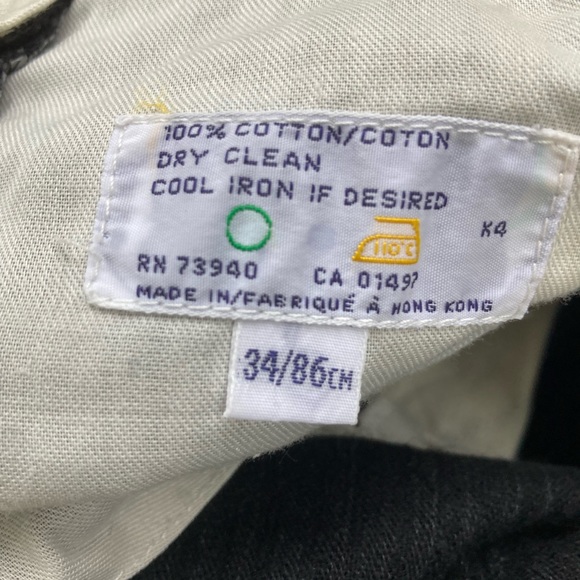 100% COTTON/COTON
DRY CLEAN
COOL IRON IF DESIRED
110°C
K4
RN 73940 CA 01497
MADE IN/FABRIQUÉ À HONG KONG
34/86CM